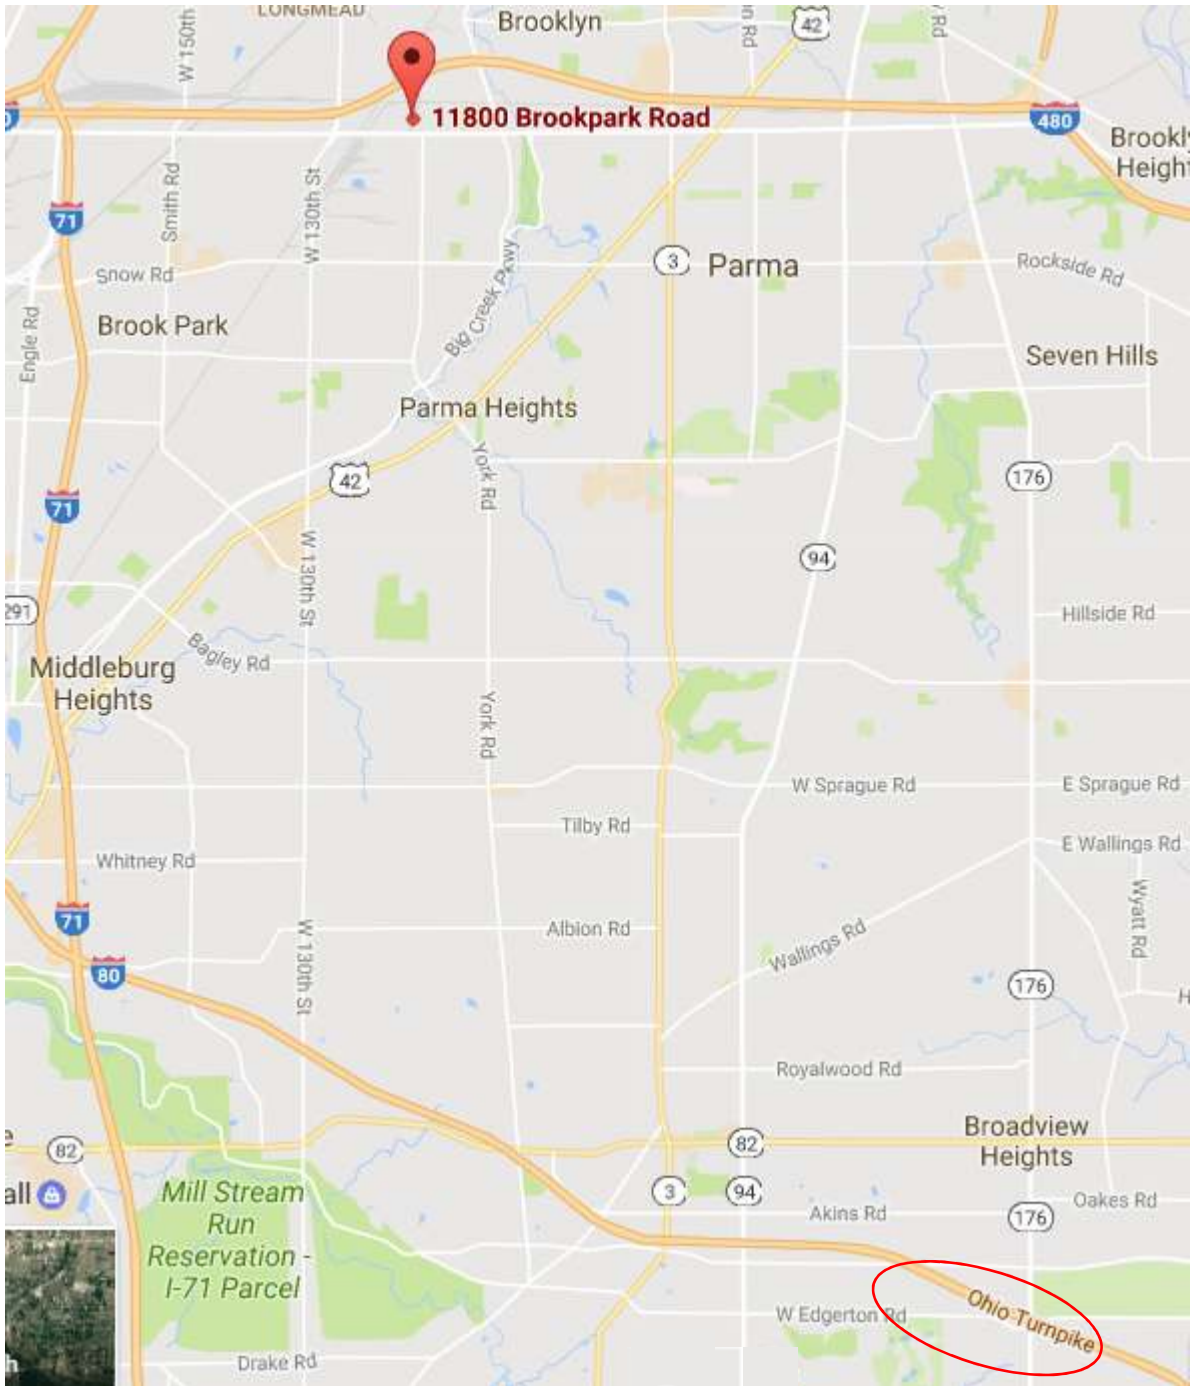 LONGMEAD
Brooklyn
42
W 150th
11800 Brookpark Road
480
Brookly
Height
71
Smith Rd
W 130th St
Snow Rd
3
Parma
Rockside Rd
Big Creek Pkwy
Engle Rd
Brook Park
Seven Hills
Parma Heights
42
York Rd
176
71
W 130th St
94
291
Hillside Rd
Bagley Rd
Middleburg
Heights
York Rd
W Sprague Rd
E Sprague Rd
Tilby Rd
E Wallings Rd
Whitney Rd
Wyatt Rd
71
W 130th St
Albion Rd
Wallings Rd
80
176
H
Royalwood Rd
Broadview
Heights
82
82
all
Mill Stream
Run
Reservation -
I-71 Parcel
3
94
Akins Rd
176
Oakes Rd
W Edgerton Rd
Ohio Turnpike
Drake Rd